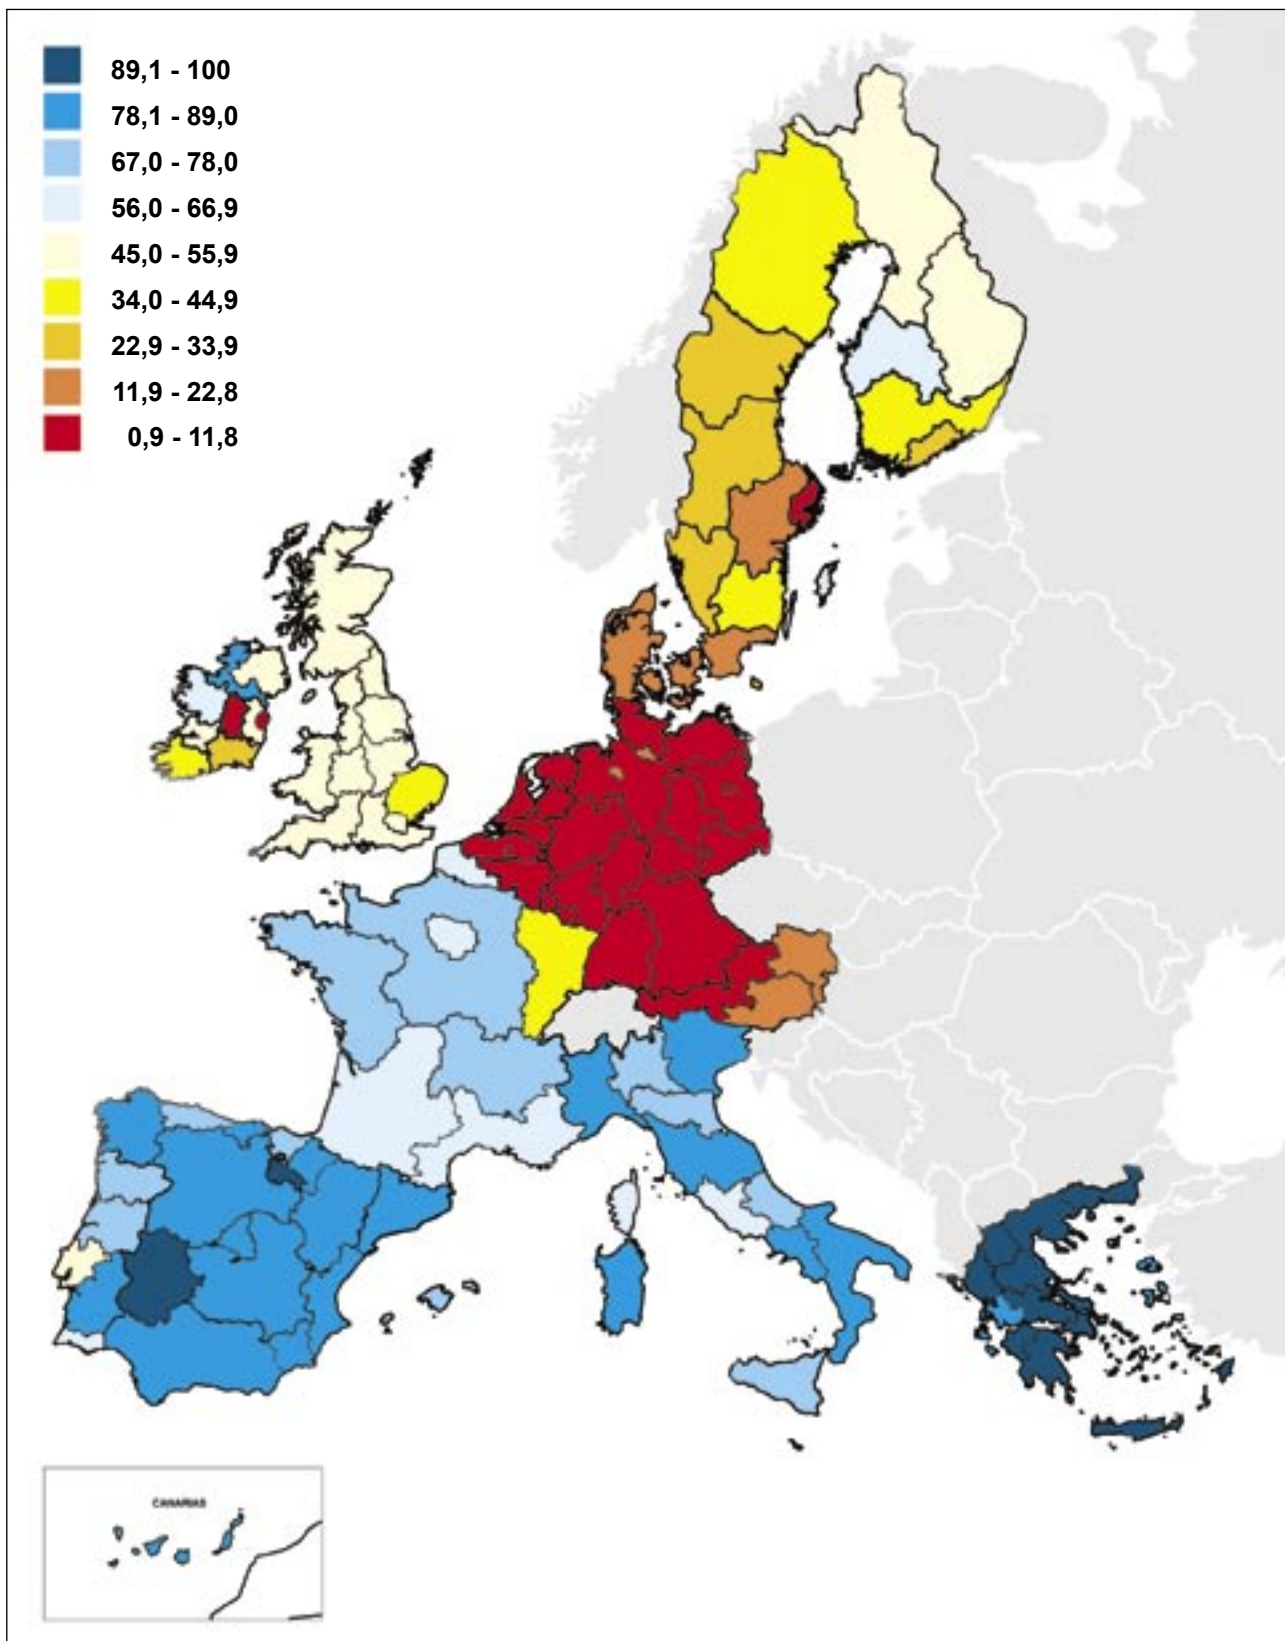 89,1 - 100
78,1 - 89,0
67,0 - 78,0
56,0 - 66,9
45,0 - 55,9
34,0 - 44,9
22,9 - 33,9
11,9 - 22,8
0,9 - 11,8
CANARIAS